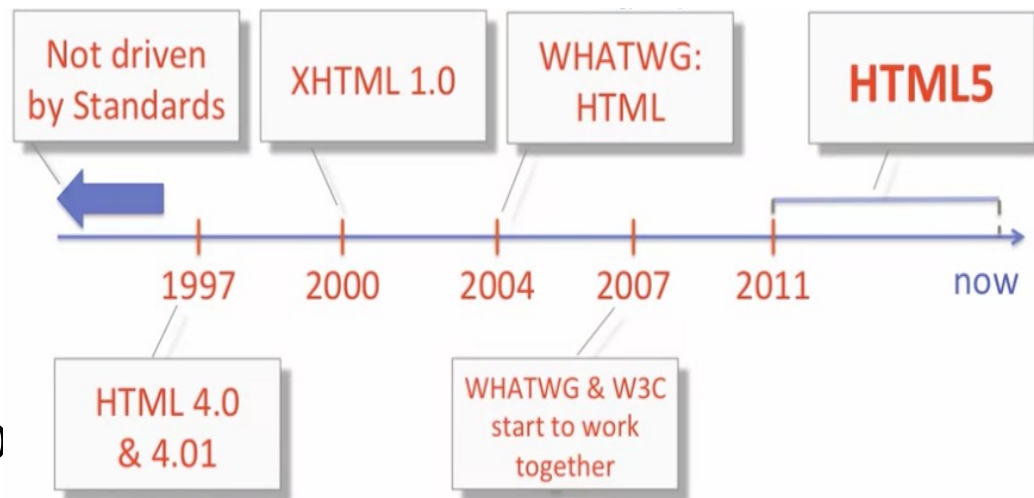 Not driven
by Standards
XHTML 1.0
WHATWG:
HTML
HTML5
1997
2000
2004
2007
2011
now
HTML 4.0
& 4.01
WHATWG & W3C
start to work
together